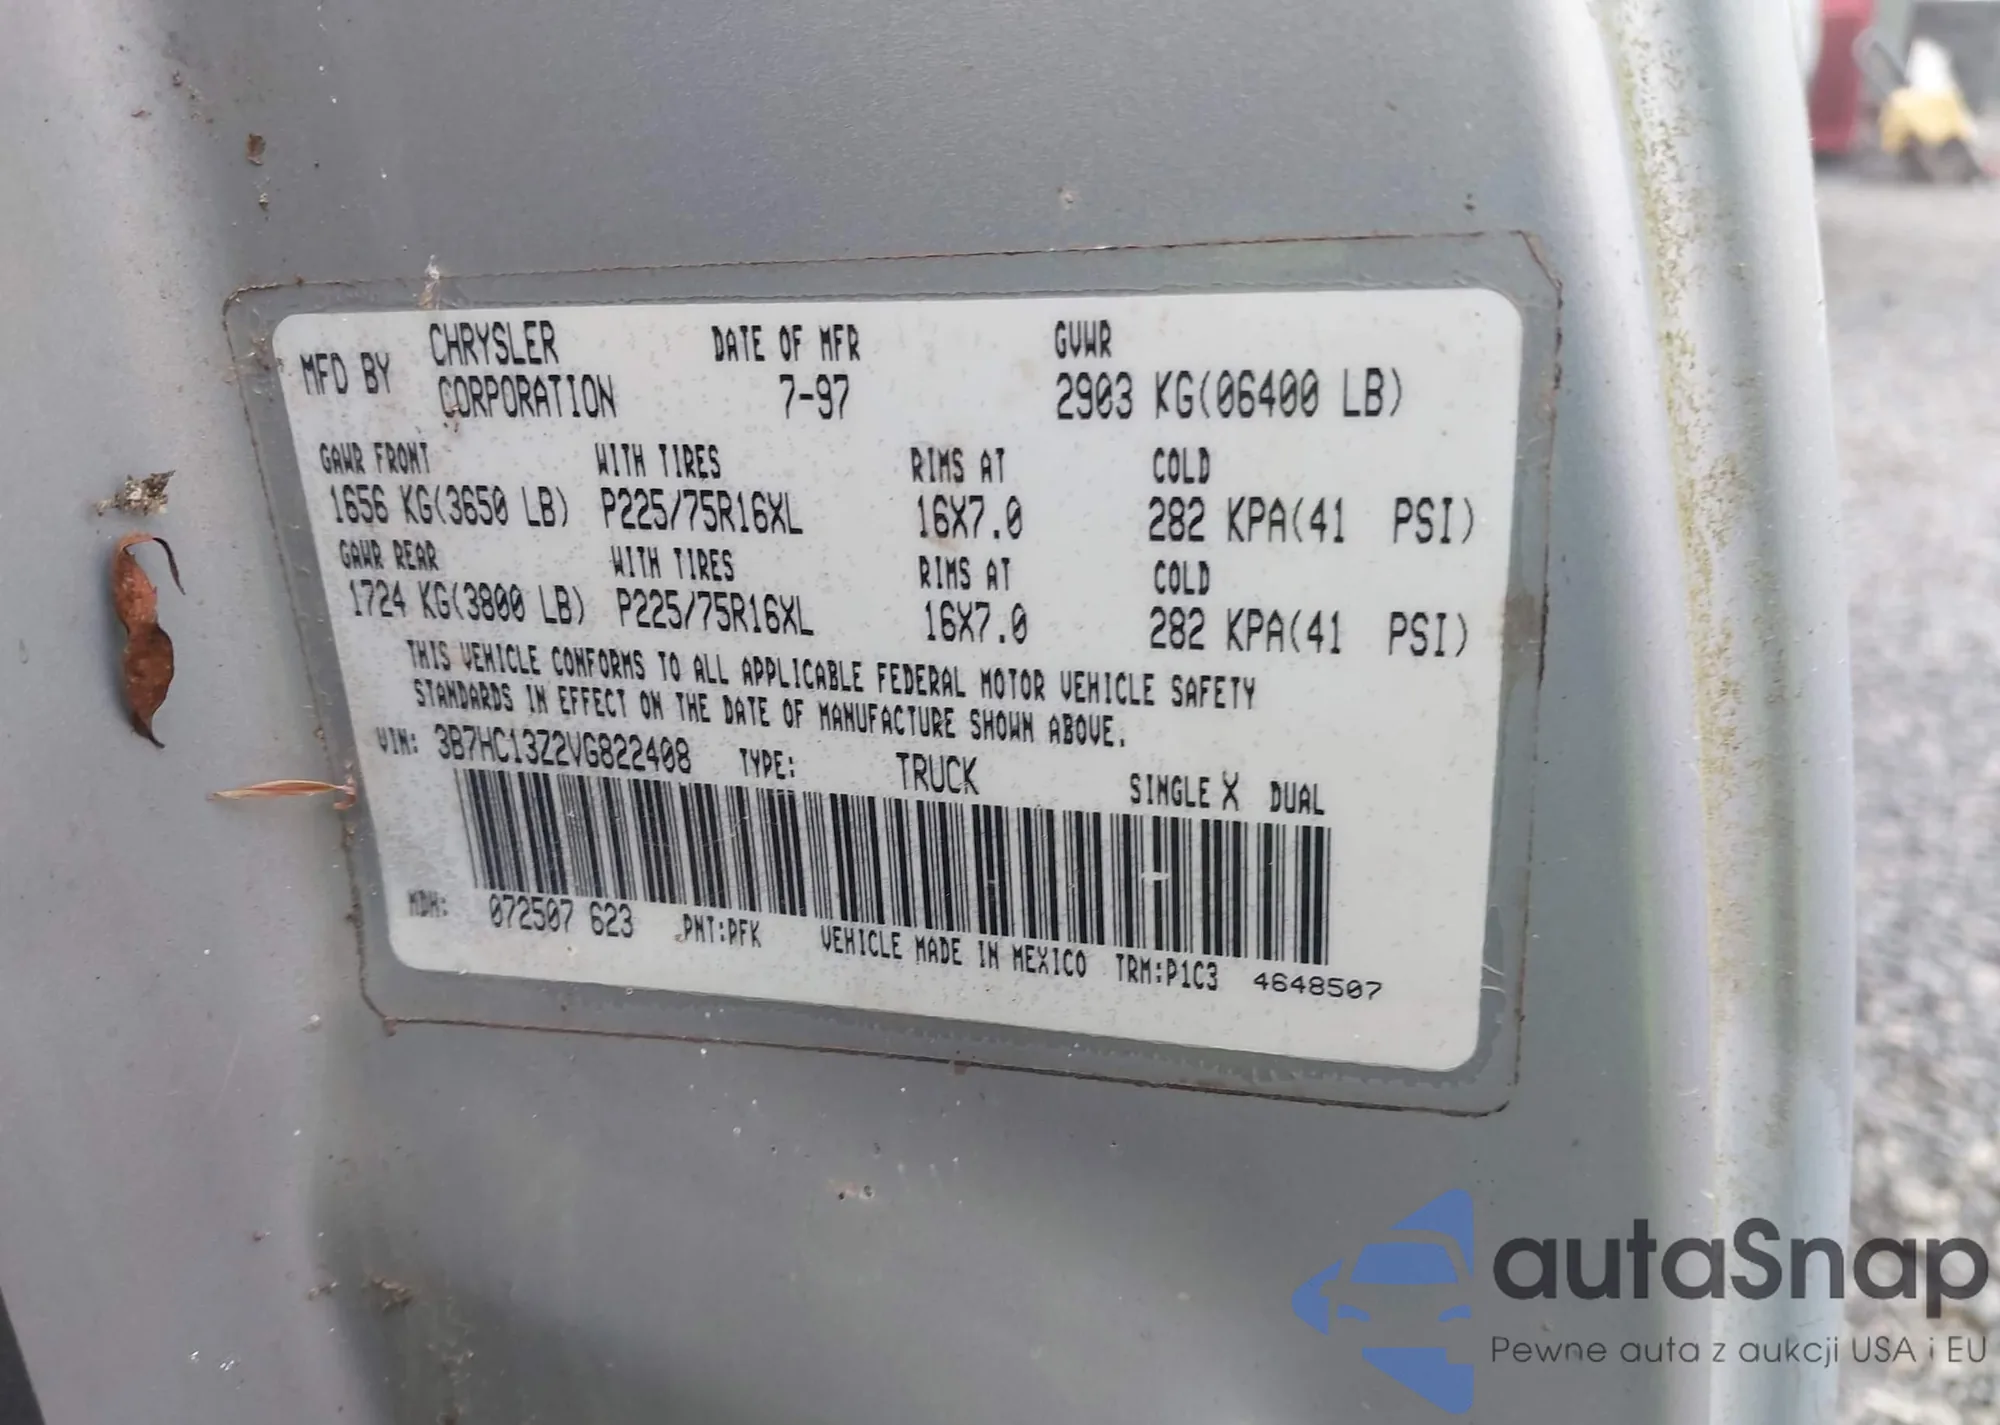 MFD BY CHRYSLER CORPORATION DATE OF MFR 7-97 GVWR 2903 KG(06400 LB)
GAWR FRONT WITH TIRES RIMS AT COLD
1656 KG(3650 LB) P225/75R16XL 16X7.0 282 KPA(41 PSI)
GAWR REAR WITH TIRES RIMS AT COLD
1724 KG(3800 LB) P225/75R16XL 16X7.0 282 KPA(41 PSI)
THIS VEHICLE CONFORMS TO ALL APPLICABLE FEDERAL MOTOR VEHICLE SAFETY
STANDARDS IN EFFECT ON THE DATE OF MANUFACTURE SHOWN ABOVE.
VIN: 3B7HC13Z2VG822408 TYPE: TRUCK SINGLE X DUAL
MDH: 072507 623 PNT:PFK VEHICLE MADE IN MEXICO TRM:P1C3 4648507
autaSnap
Pewne auta z aukcji USA i EU